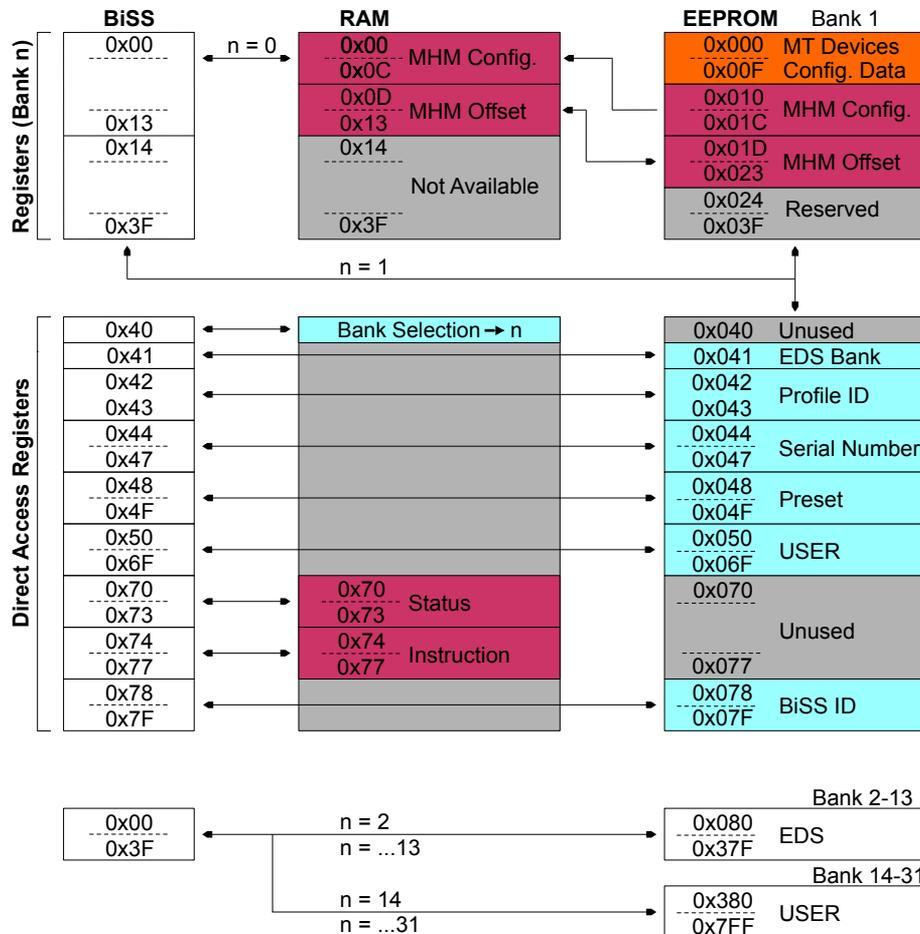 BiSS RAM EEPROM Bank 1
Registers (Bank n)
0x00 n = 0 0x00 MHM Config. 0x000 MT Devices
0x0C 0x00F Config. Data
0x0D MHM Offset 0x010 MHM Config.
0x13 0x13 0x01C
0x14 0x14 0x01D MHM Offset
Not Available 0x023
0x024 Reserved
0x3F 0x3F 0x03F
n = 1
Direct Access Registers
0x40 Bank Selection → n 0x040 Unused
0x41 0x041 EDS Bank
0x42 0x042 Profile ID
0x43 0x043
0x44 0x044 Serial Number
0x47 0x047
0x48 0x048 Preset
0x4F 0x04F
0x50 0x050 USER
0x6F 0x06F
0x70 0x70 Status 0x070
0x73 0x73
Unused
0x74 0x74 Instruction
0x77 0x77 0x077
0x78 0x078 BiSS ID
0x7F 0x07F
Bank 2-13
0x00 n = 2 0x080 EDS
0x3F n = ...13 0x37F
Bank 14-31
n = 14 0x380 USER
n = ...31 0x7FF